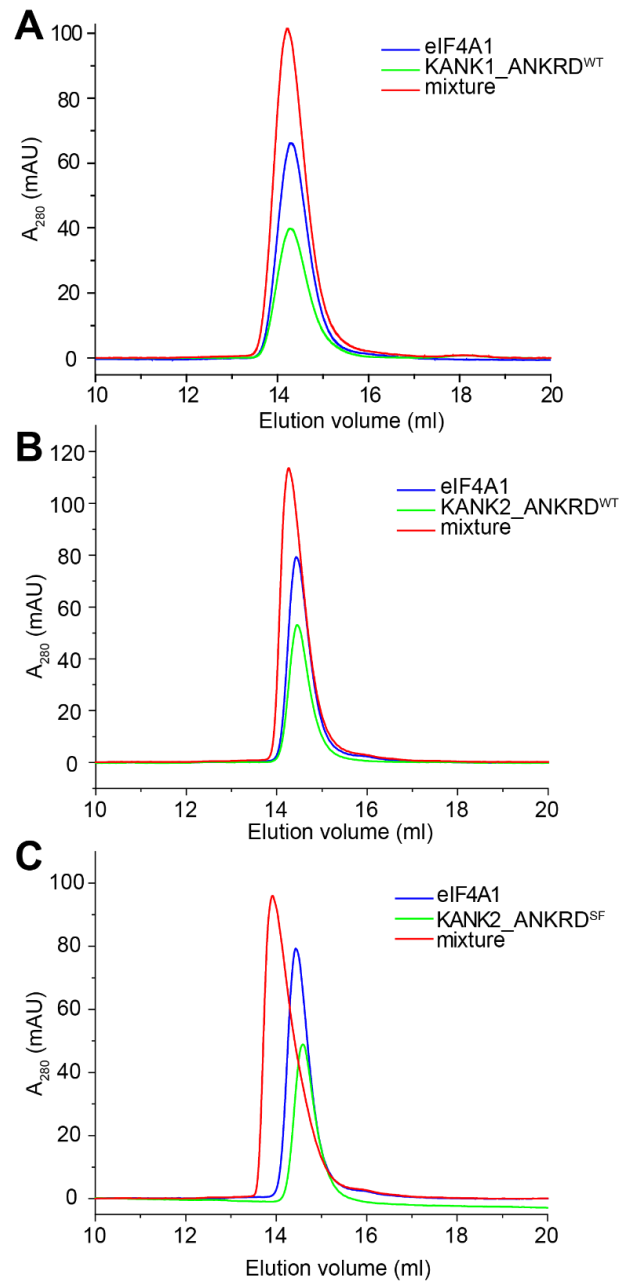 A
100
80
60
40
20
0
A280 (mAU)
eIF4A1
KANK1_ANKRDWT
mixture
10 12 14 16 18 20
Elution volume (ml)
B
120
100
80
60
40
20
0
A280 (mAU)
eIF4A1
KANK2_ANKRDWT
mixture
10 12 14 16 18 20
Elution volume (ml)
C
100
80
60
40
20
0
A280 (mAU)
eIF4A1
KANK2_ANKRDSF
mixture
10 12 14 16 18 20
Elution volume (ml)